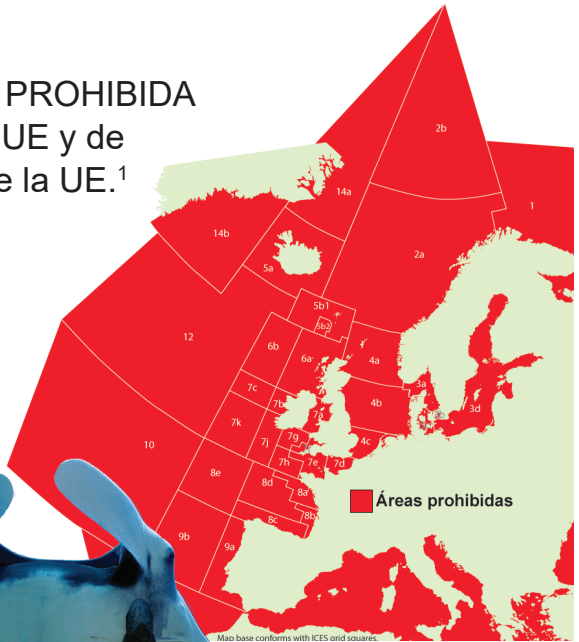 PROHIBIDA
UE y de
e la UE.¹
2b
1
14a
14b
2a
5a
5b1
5b2
12
6b
6a
4a
7c
7b
7a
3a
4b
3d
7k
10
7j
7g
4c
7h
7e
7d
8e
8d
8a
8b
8c
9b
9a
Áreas prohibidas
Map base conforms with ICES grid squares.